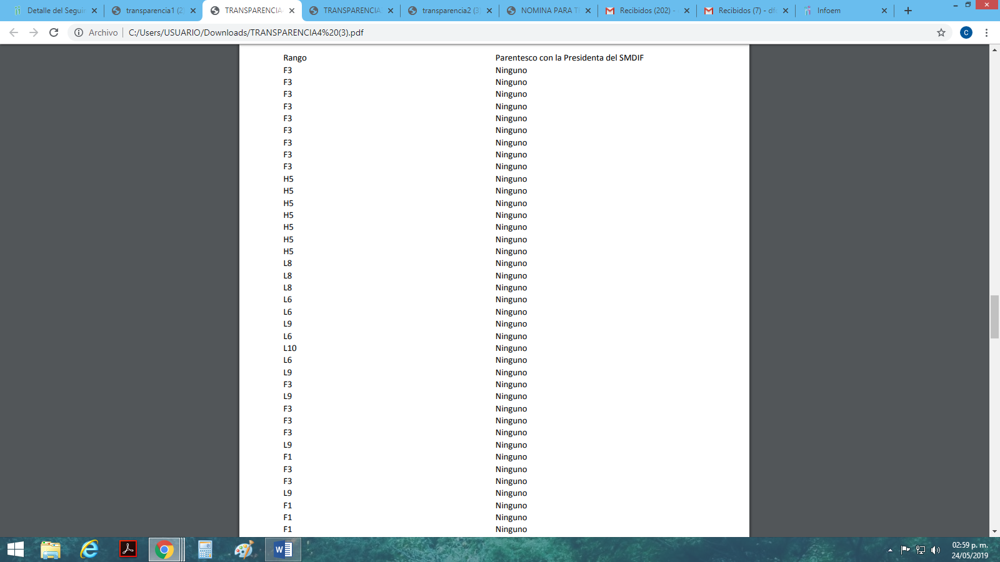 Detalle del Seguir
transparencia1 (2
TRANSPARENCIA
TRANSPARENCIA
transparencia2 (3)
NOMINA PARA T
Recibidos (202) -
Recibidos (7) - df
Infoem
Archivo C:/Users/USUARIO/Downloads/TRANSPARENCIA4%20(3).pdf
C
Rango Parentesco con la Presidenta del SMDIF
F3 Ninguno
F3 Ninguno
F3 Ninguno
F3 Ninguno
F3 Ninguno
F3 Ninguno
F3 Ninguno
F3 Ninguno
F3 Ninguno
H5 Ninguno
H5 Ninguno
H5 Ninguno
H5 Ninguno
H5 Ninguno
H5 Ninguno
H5 Ninguno
L8 Ninguno
L8 Ninguno
L8 Ninguno
L6 Ninguno
L6 Ninguno
L9 Ninguno
L6 Ninguno
L10 Ninguno
L6 Ninguno
L9 Ninguno
F3 Ninguno
L9 Ninguno
F3 Ninguno
F3 Ninguno
F3 Ninguno
L9 Ninguno
F1 Ninguno
F3 Ninguno
F3 Ninguno
L9 Ninguno
F1 Ninguno
F1 Ninguno
F1 Ninguno
02:59 p. m.
24/05/2019